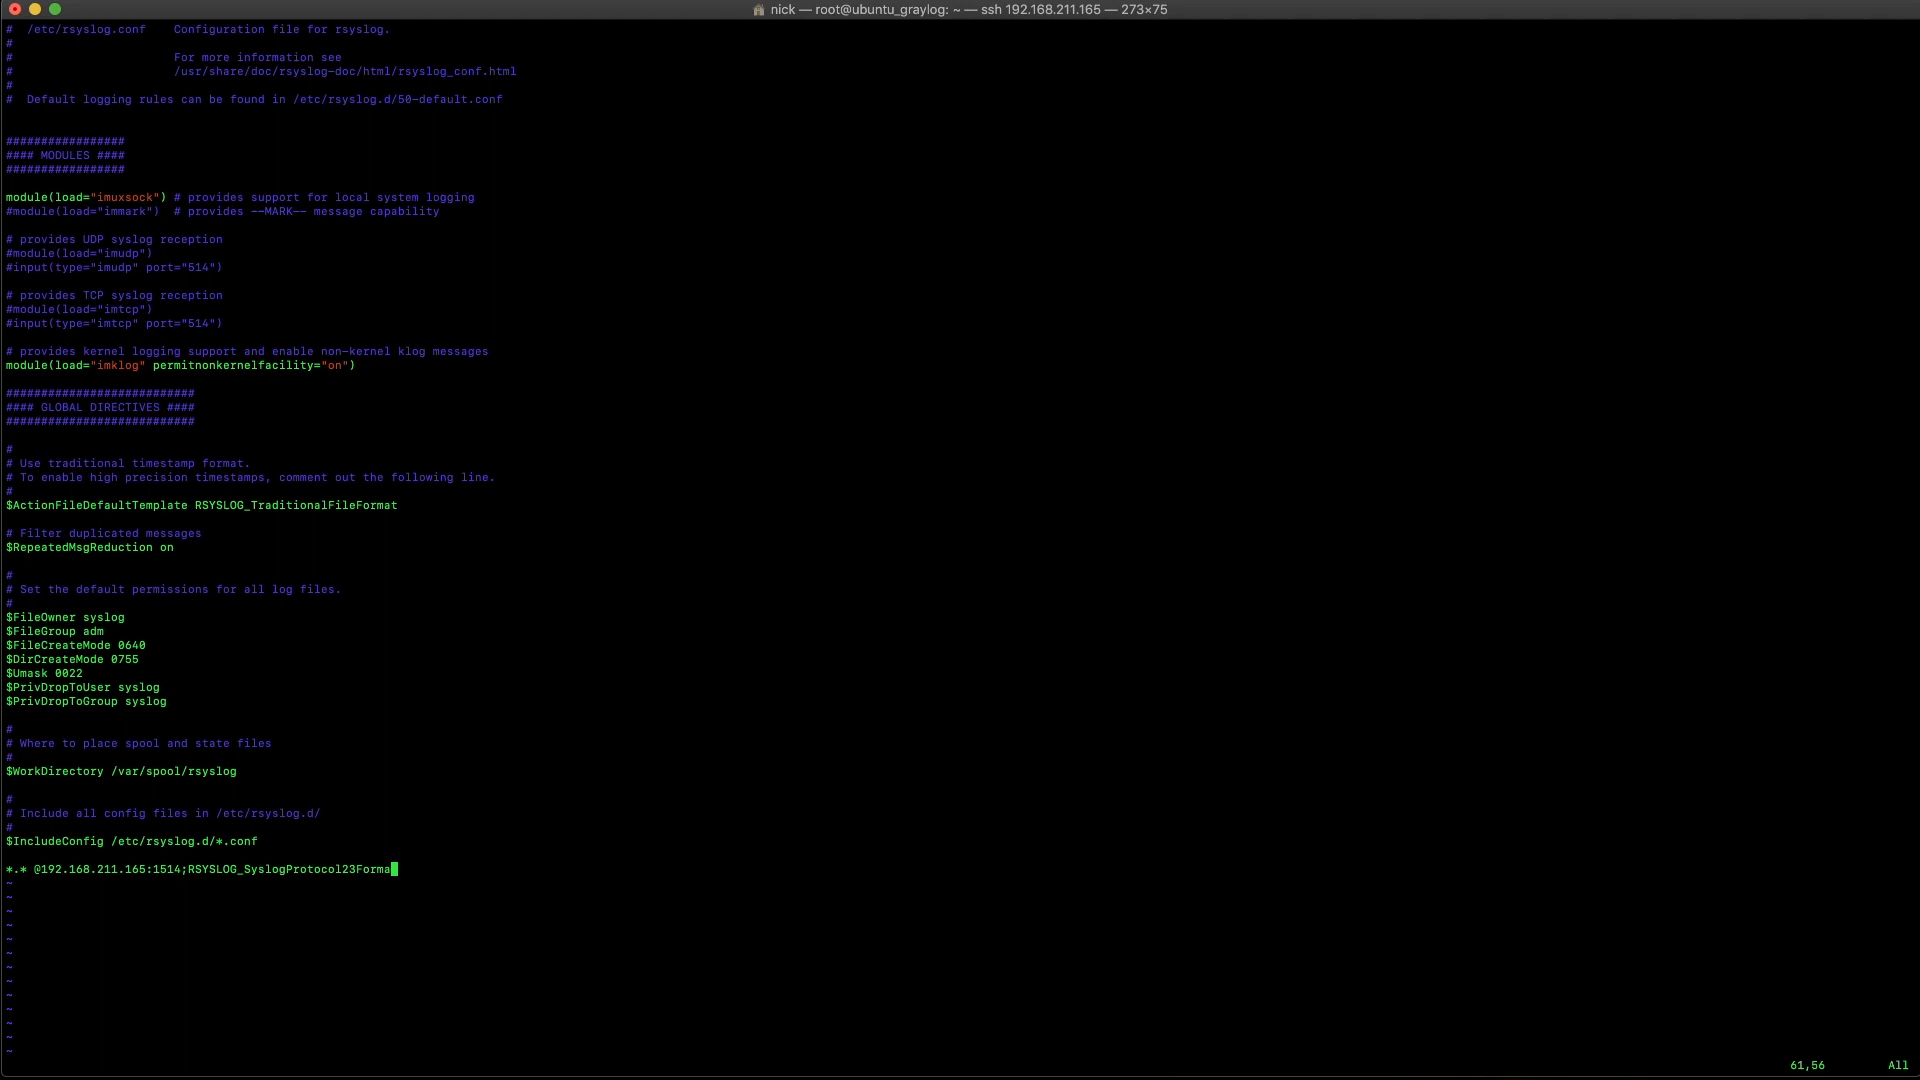 nick — root@ubuntu_graylog: ~ — ssh 192.168.211.165 — 273×75
#  /etc/rsyslog.conf    Configuration file for rsyslog.
#
#                       For more information see
#                       /usr/share/doc/rsyslog-doc/html/rsyslog_conf.html
#
#  Default logging rules can be found in /etc/rsyslog.d/50-default.conf
#################
#### MODULES ####
#################
module(load="imuxsock") # provides support for local system logging
#module(load="immark")  # provides --MARK-- message capability
# provides UDP syslog reception
#module(load="imudp")
#input(type="imudp" port="514")
# provides TCP syslog reception
#module(load="imtcp")
#input(type="imtcp" port="514")
# provides kernel logging support and enable non-kernel klog messages
module(load="imklog" permitnonkernelfacility="on")
###########################
#### GLOBAL DIRECTIVES ####
###########################
#
# Use traditional timestamp format.
# To enable high precision timestamps, comment out the following line.
#
$ActionFileDefaultTemplate RSYSLOG_TraditionalFileFormat
# Filter duplicated messages
$RepeatedMsgReduction on
#
# Set the default permissions for all log files.
#
$FileOwner syslog
$FileGroup adm
$FileCreateMode 0640
$DirCreateMode 0755
$Umask 0022
$PrivDropToUser syslog
$PrivDropToGroup syslog
#
# Where to place spool and state files
#
$WorkDirectory /var/spool/rsyslog
#
# Include all config files in /etc/rsyslog.d/
#
$IncludeConfig /etc/rsyslog.d/*.conf
*.* @192.168.211.165:1514;RSYSLOG_SyslogProtocol23Forma
~
~
~
~
~
~
~
~
~
~
~
~
~
61,56 All